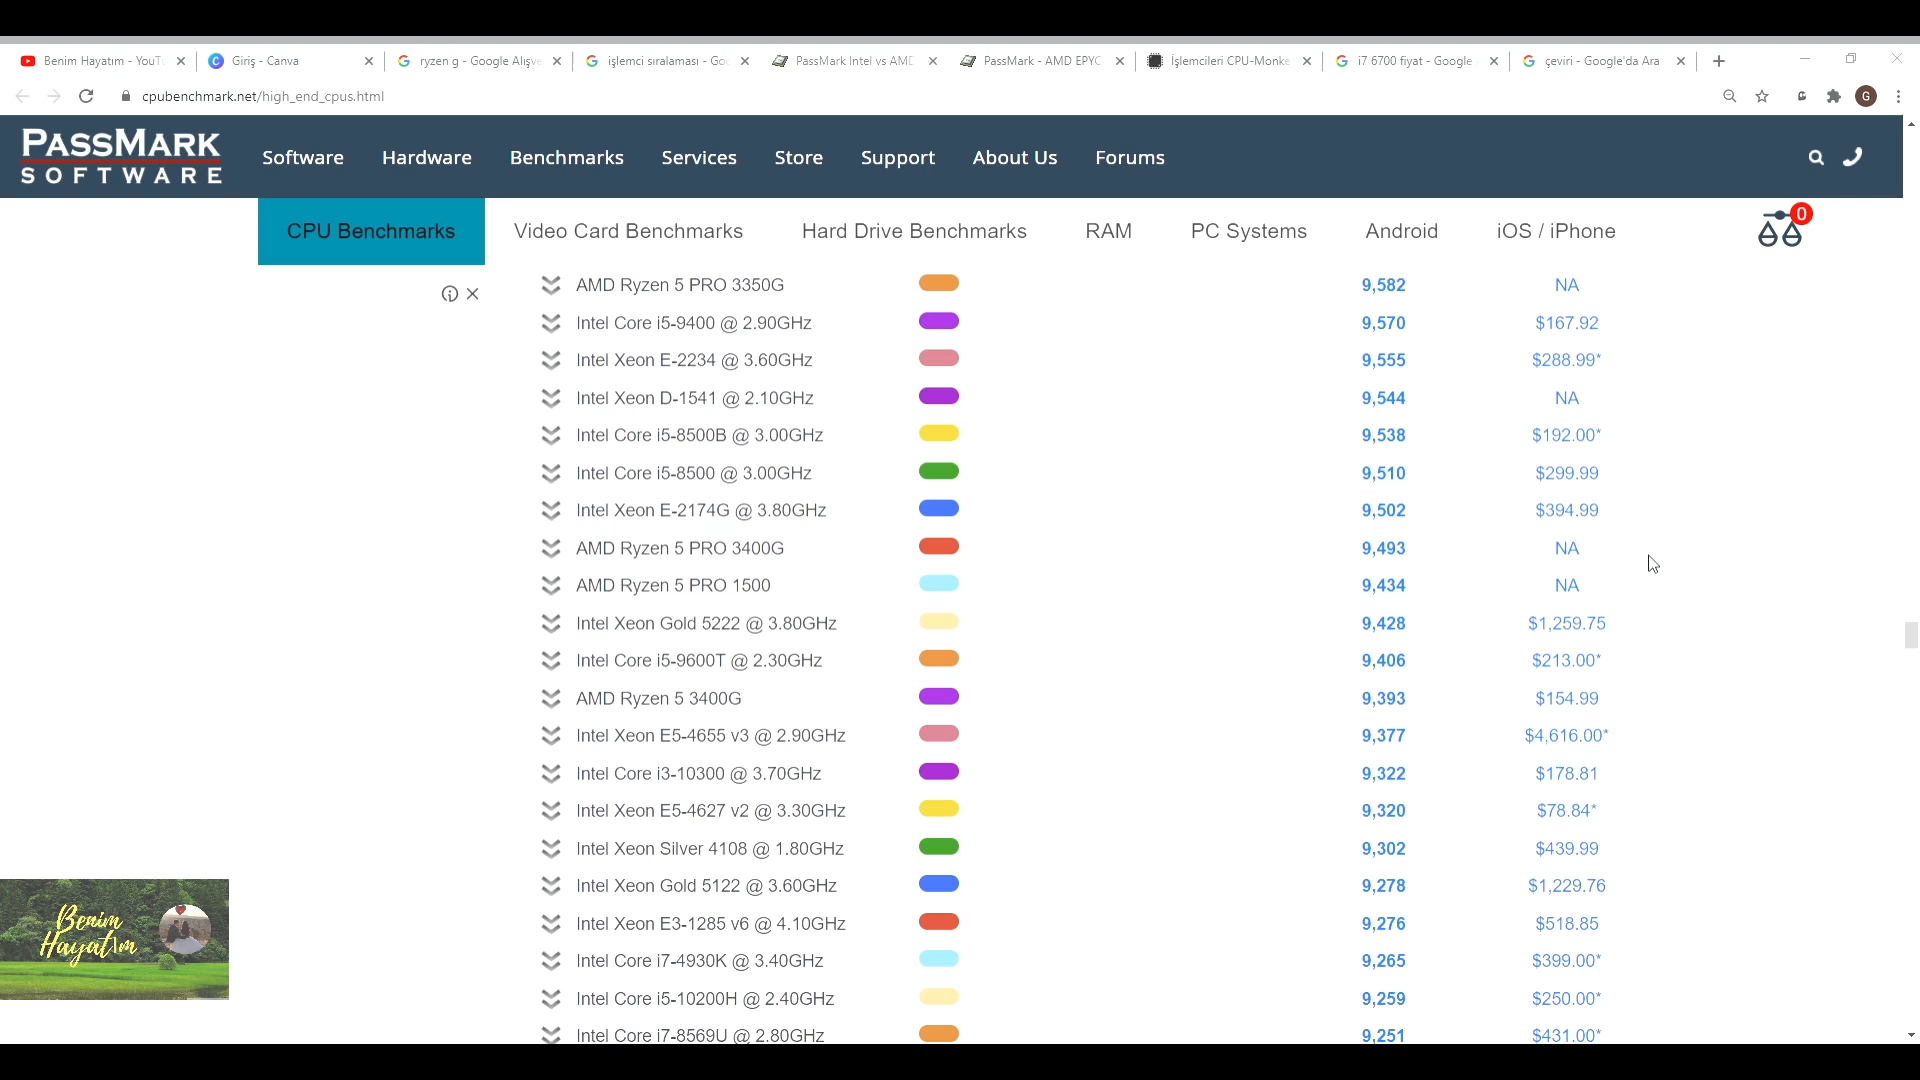 Benim Hayatım - YouTu
Giriş - Canva
ryzen g - Google Alışve
işlemci sıralaması - Goo
PassMark Intel vs AMD
PassMark - AMD EPYC
İşlemcileri CPU-Monke
i7 6700 fiyat - Google
çeviri - Google'da Ara
cpubenchmark.net/high_end_cpus.html
G
PASSMARK
SOFTWARE
Software Hardware Benchmarks Services Store Support About Us Forums
CPU Benchmarks Video Card Benchmarks Hard Drive Benchmarks RAM PC Systems Android iOS / iPhone
0
AMD Ryzen 5 PRO 3350G 9,582 NA
Intel Core i5-9400 @ 2.90GHz 9,570 $167.92
Intel Xeon E-2234 @ 3.60GHz 9,555 $288.99*
Intel Xeon D-1541 @ 2.10GHz 9,544 NA
Intel Core i5-8500B @ 3.00GHz 9,538 $192.00*
Intel Core i5-8500 @ 3.00GHz 9,510 $299.99
Intel Xeon E-2174G @ 3.80GHz 9,502 $394.99
AMD Ryzen 5 PRO 3400G 9,493 NA
AMD Ryzen 5 PRO 1500 9,434 NA
Intel Xeon Gold 5222 @ 3.80GHz 9,428 $1,259.75
Intel Core i5-9600T @ 2.30GHz 9,406 $213.00*
AMD Ryzen 5 3400G 9,393 $154.99
Intel Xeon E5-4655 v3 @ 2.90GHz 9,377 $4,616.00*
Intel Core i3-10300 @ 3.70GHz 9,322 $178.81
Intel Xeon E5-4627 v2 @ 3.30GHz 9,320 $78.84*
Intel Xeon Silver 4108 @ 1.80GHz 9,302 $439.99
Intel Xeon Gold 5122 @ 3.60GHz 9,278 $1,229.76
Intel Xeon E3-1285 v6 @ 4.10GHz 9,276 $518.85
Intel Core i7-4930K @ 3.40GHz 9,265 $399.00*
Intel Core i5-10200H @ 2.40GHz 9,259 $250.00*
Intel Core i7-8569U @ 2.80GHz 9,251 $431.00*
Benim
Hayatım